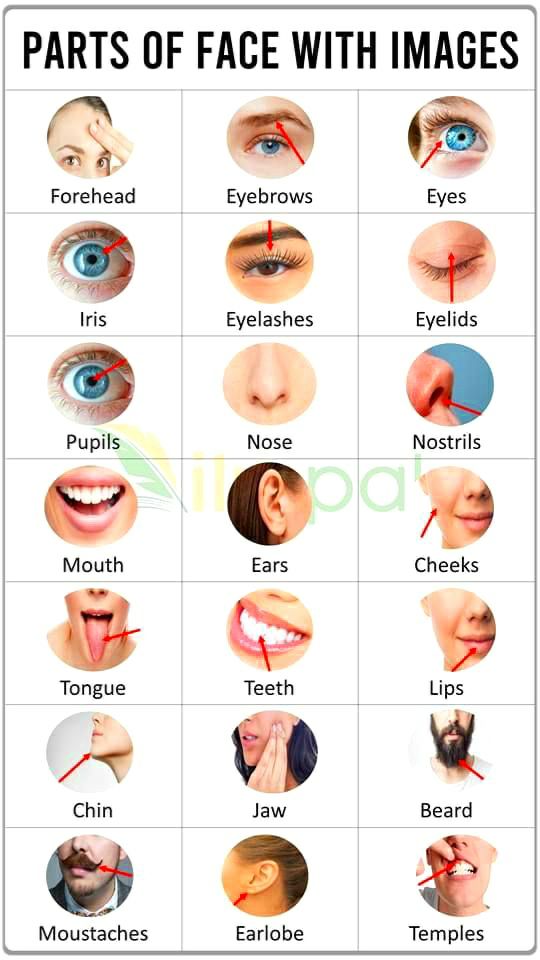 PARTS OF FACE WITH IMAGES
Forehead Eyebrows Eyes
Iris Eyelashes Eyelids
Pupils Nose Nostrils
Mouth Ears Cheeks
Tongue Teeth Lips
Chin Jaw Beard
Moustaches Earlobe Temples